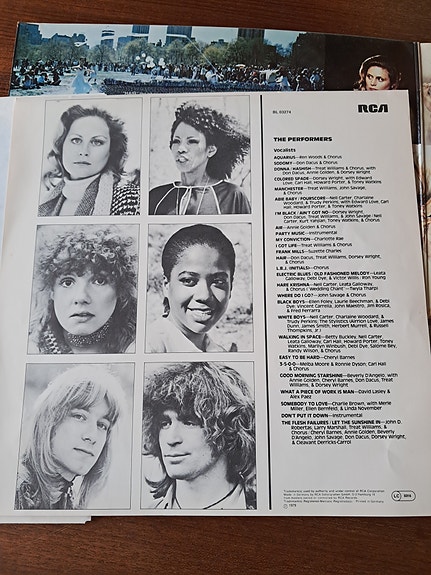 BL 03274
RCA
THE PERFORMERS
Vocalists
AQUARIUS—Ren Woods & Chorus
SODOMY—Don Dacus & Chorus
DONNA / HASHISH—Treat Williams & Chorus, with
Don Dacus, Annie Golden, & Dorsey Wright
COLORED SPADE—Dorsey Wright, with Edward
Love, Carl Hall, Howard Porter, & Toney Watkins
MANCHESTER—Treat Williams, John Savage,
& Chorus
ABIE BABY / FOURSCORE—Nell Carter, Charlaine
Woodard, & Trudy Perkins, with Edward Love, Carl
Hall, Howard Porter, & Toney Watkins
I'M BLACK / AIN'T GOT NO—Dorsey Wright,
Don Dacus, Treat Williams, & John Savage / Nell
Carter, Kurt Yahjian, Toney Watkins, & Chorus
AIR—Annie Golden & Chorus
PARTY MUSIC—Instrumental
MY CONVICTION—Charlotte Rae
I GOT LIFE—Treat Williams & Chorus
FRANK MILLS—Suzette Charles
HAIR—Don Dacus, Treat Williams, Dorsey Wright,
& Chorus
L.B.J. (INITIALS)—Chorus
ELECTRIC BLUES / OLD FASHIONED MELODY—Leata
Galloway, Debi Dye, & Victor Willis / Ron Young
HARE KRISHNA—Nell Carter, Leata Galloway,
& Chorus / "Wedding Chant"—Twyla Tharp
WHERE DO I GO?—John Savage & Chorus
BLACK BOYS—Ellen Foley, Laurie Beechman, & Debi
Dye; Vincent Carrella, John Maestro, Jim Rosica,
& Fred Ferrara
WHITE BOYS—Nell Carter, Charlaine Woodard, &
Trudy Perkins; The Stylistics (Airrion Love, James
Dunn, James Smith, Herbert Murrell, & Russell
Thompkins, Jr.)
WALKING IN SPACE—Betty Buckley, Nell Carter,
Leata Galloway, Carl Hall, Howard Porter, Toney
Watkins, Marilyn Winbush, Debi Dye, Salome Bey,
Randy Wilson, & Chorus
EASY TO BE HARD—Cheryl Barnes
3-5-0-0—Melba Moore & Ronnie Dyson; Carl Hall
& Chorus
GOOD MORNING STARSHINE—Beverly D'Angelo, with
Annie Golden, Cheryl Barnes, Don Dacus, Treat
Williams, & Dorsey Wright
WHAT A PIECE OF WORK IS MAN—David Lasley &
Alex Paez
SOMEBODY TO LOVE—Charlie Brown, with Merle
Miller, Ellen Bernfeld, & Linda November
DON'T PUT IT DOWN—Instrumental
THE FLESH FAILURES / LET THE SUNSHINE IN—John D.
Robertas, Larry Marshall, Treat Williams, &
Chorus / Cheryl Barnes, Annie Golden, Beverly
D'Angelo, John Savage, Don Dacus, Dorsey Wright,
& Cleavant Derricks-Carrol
LC